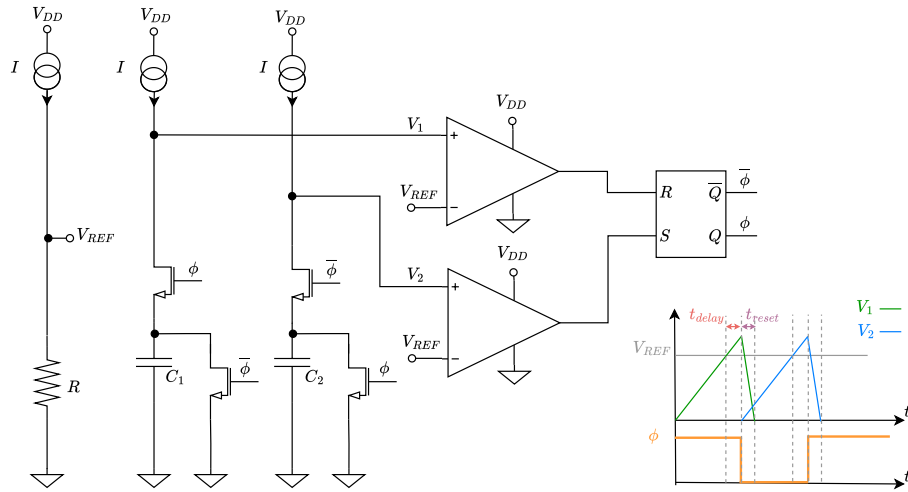 V_DD
V_DD
V_DD
I
I
I
V_DD
V_1
+
V_REF
−
R
Q̅
ϕ̅
S
Q
ϕ
V_REF
ϕ
ϕ̅
V_2
V_DD
+
V_REF
−
R
C_1
ϕ̅
C_2
ϕ
V_1
V_2
t_delay
t_reset
V_REF
t
ϕ
t